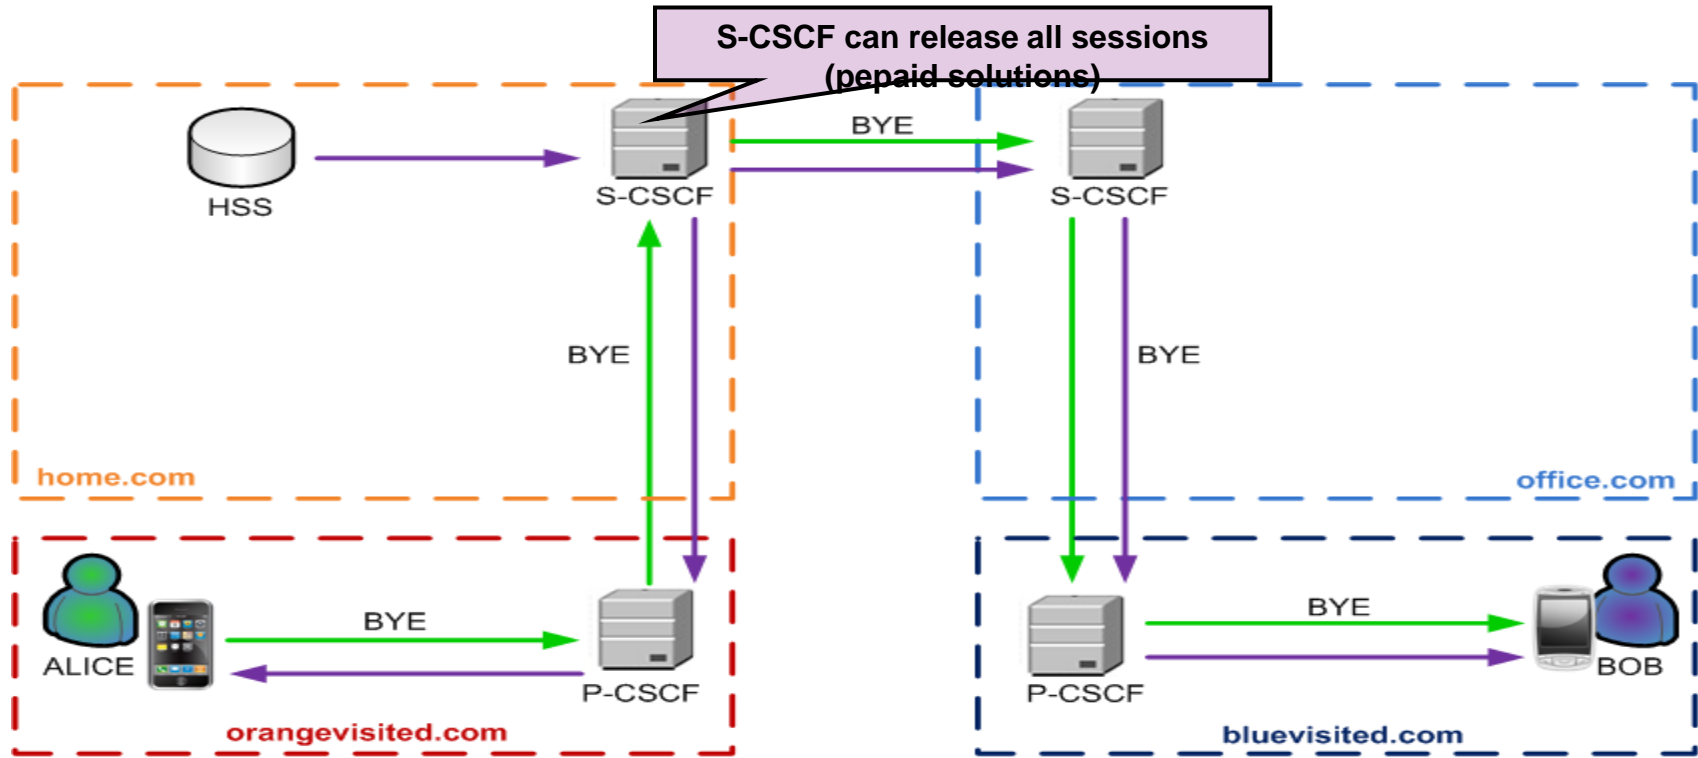 S-CSCF can release all sessions
(pepaid solutions)
BYE
HSS
S-CSCF
S-CSCF
BYE
BYE
home.com
office.com
ALICE
BYE
P-CSCF
orangevisited.com
BYE
P-CSCF
BOB
bluevisited.com